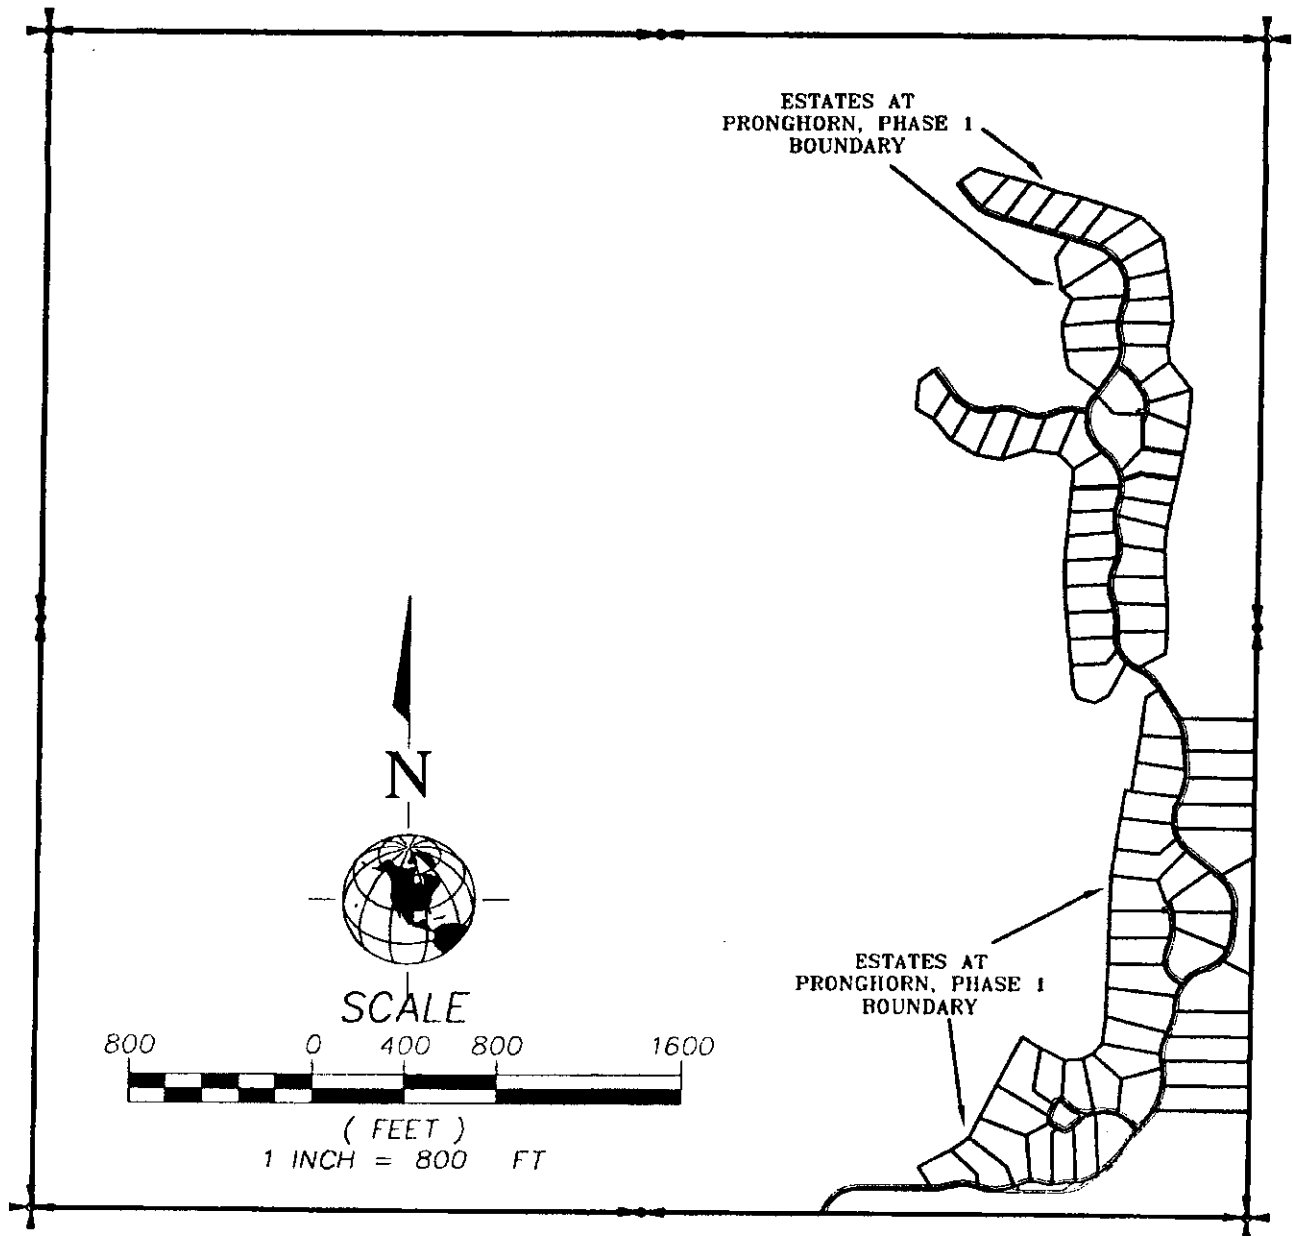 ESTATES AT
PRONGHORN, PHASE 1
BOUNDARY
N
ESTATES AT
PRONGHORN, PHASE 1
BOUNDARY
SCALE
800 0 400 800 1600
( FEET )
1 INCH = 800 FT